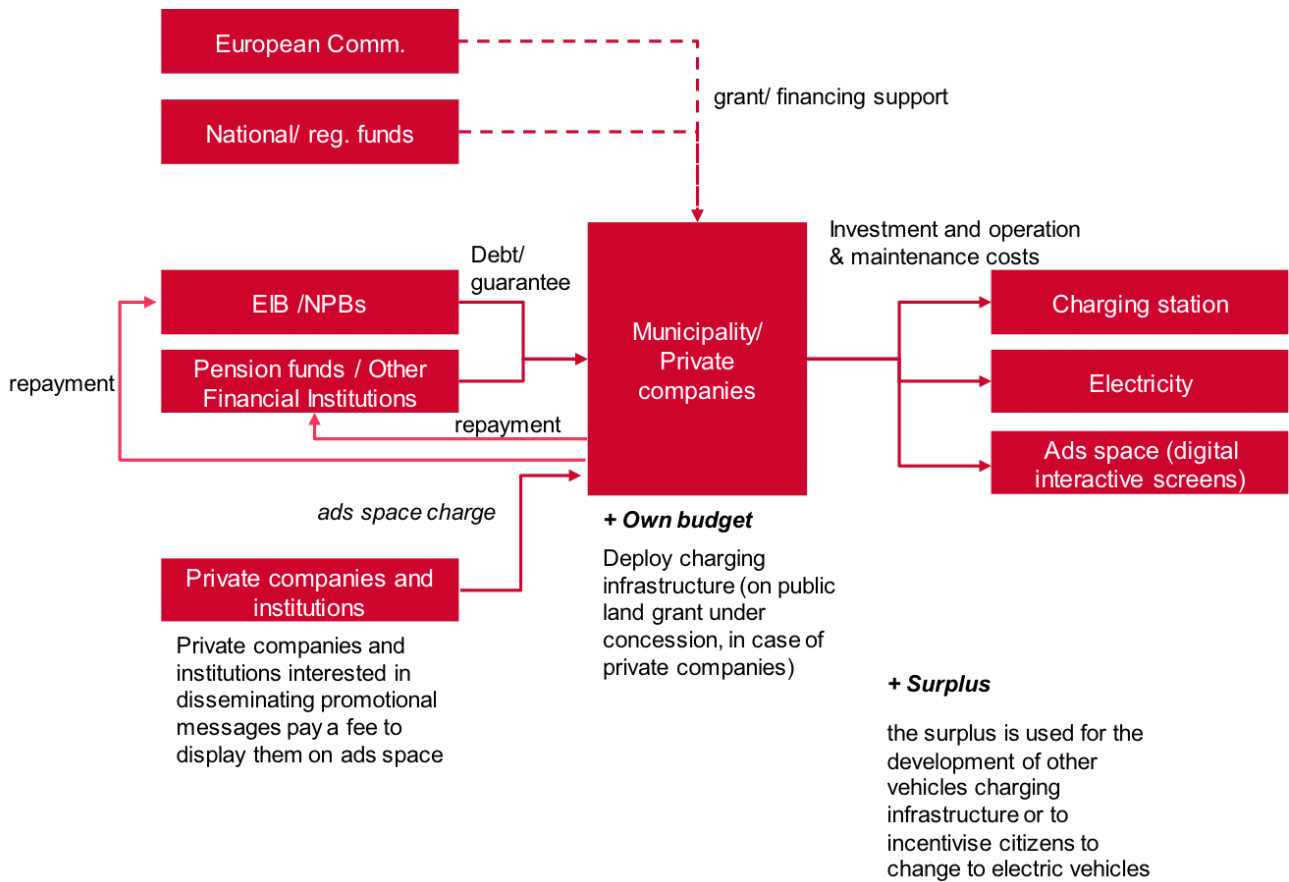 European Comm.
grant/ financing support
National/ reg. funds
Investment and operation
& maintenance costs
Debt/
guarantee
EIB /NPBs
Charging station
Municipality/
Private
companies
repayment
Pension funds / Other
Financial Institutions
Electricity
repayment
Ads space (digital
interactive screens)
ads space charge
+ Own budget
Deploy charging
infrastructure (on public
land grant under
concession, in case of
private companies)
Private companies and
institutions
Private companies and
institutions interested in
disseminating promotional
messages pay a fee to
display them on ads space
+ Surplus
the surplus is used for the
development of other
vehicles charging
infrastructure or to
incentivise citizens to
change to electric vehicles